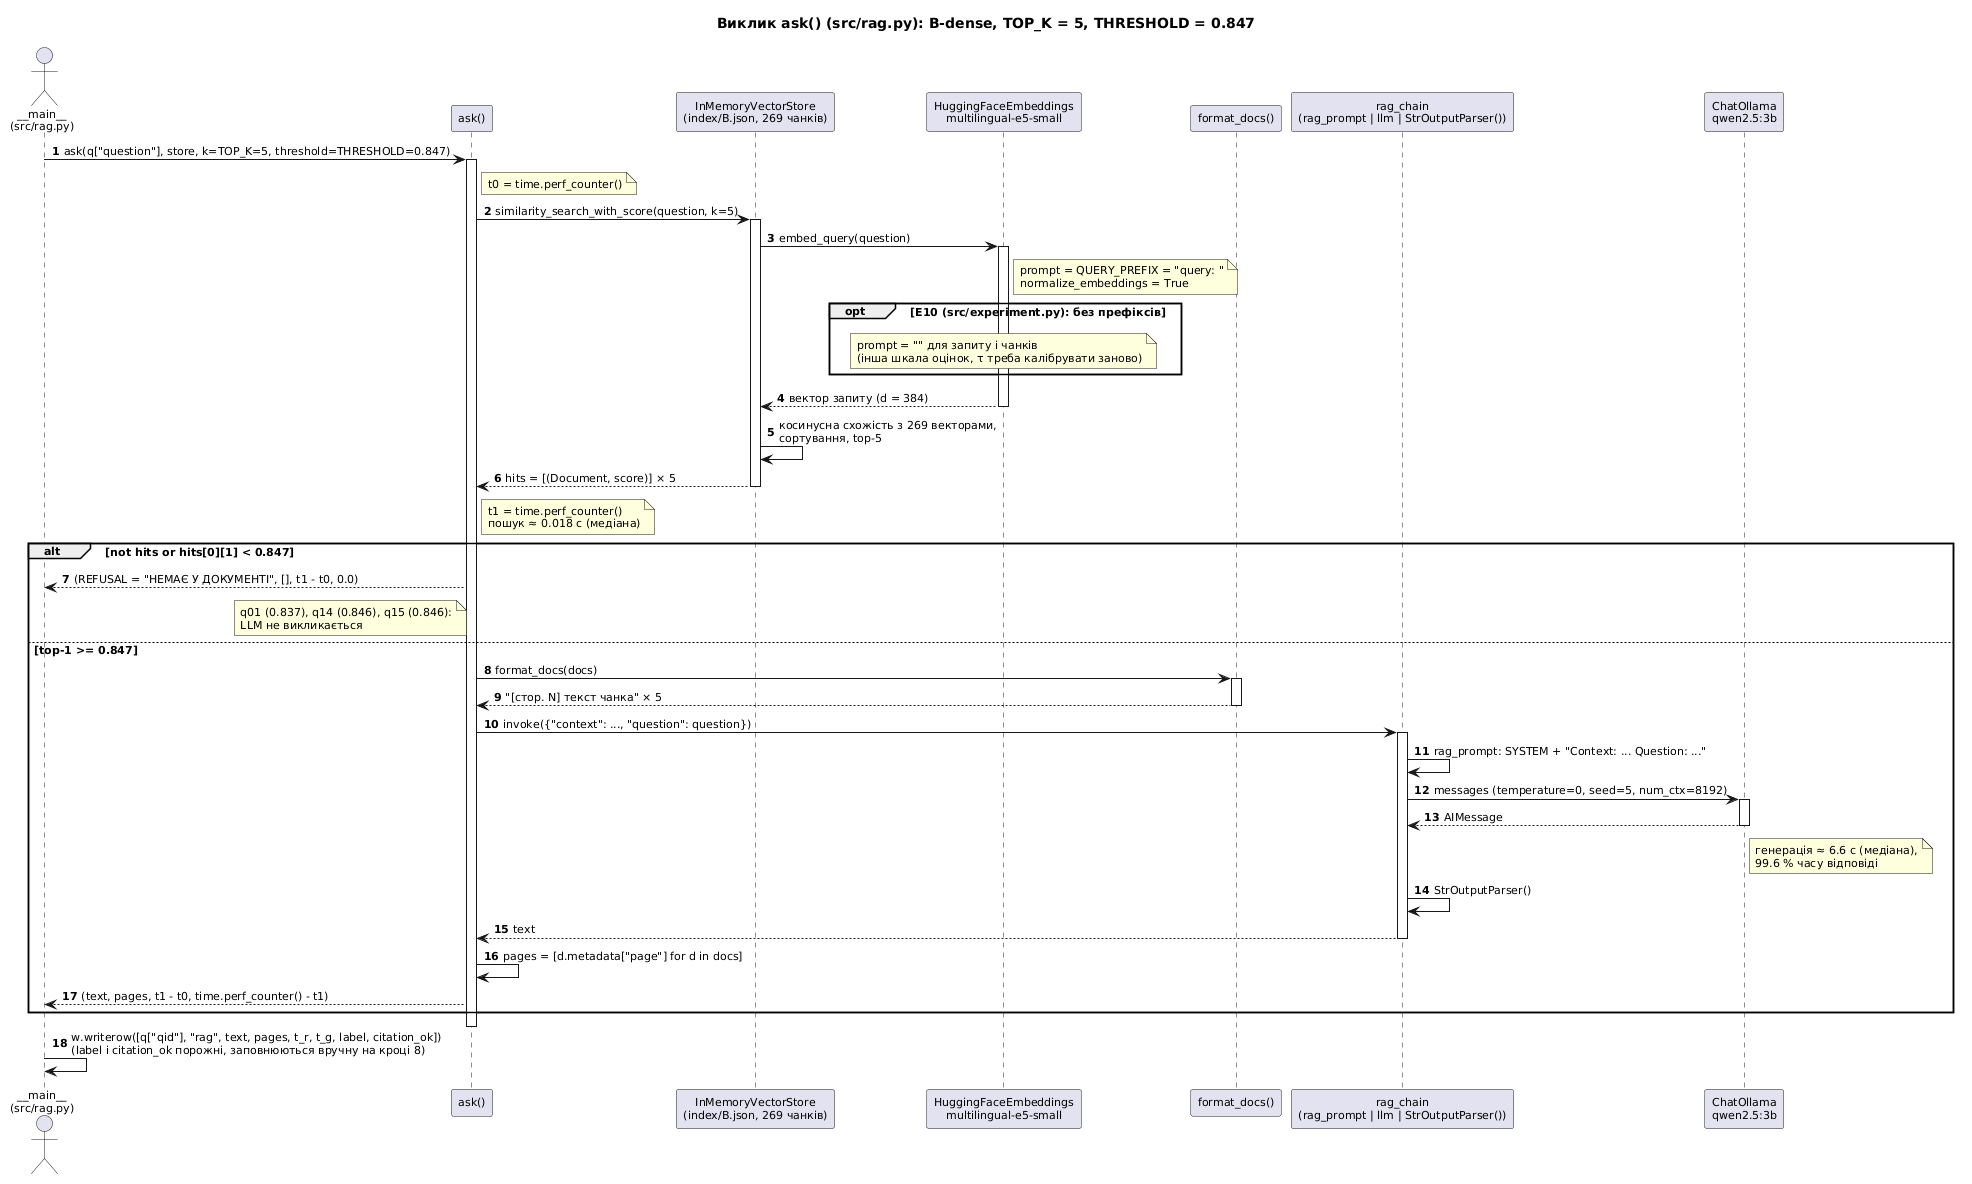 Виклик ask() (src/rag.py): B-dense, TOP_K = 5, THRESHOLD = 0.847
__main__
(src/rag.py)
ask()
InMemoryVectorStore
(index/B.json, 269 чанків)
HuggingFaceEmbeddings
multilingual-e5-small
format_docs()
rag_chain
(rag_prompt | llm | StrOutputParser())
ChatOllama
qwen2.5:3b
1 ask(q["question"], store, k=TOP_K=5, threshold=THRESHOLD=0.847)
t0 = time.perf_counter()
2 similarity_search_with_score(question, k=5)
3 embed_query(question)
prompt = QUERY_PREFIX = "query: "
normalize_embeddings = True
opt [E10 (src/experiment.py): без префіксів]
prompt = "" для запиту і чанків
(інша шкала оцінок, τ треба калібрувати заново)
4 вектор запиту (d = 384)
5 косинусна схожість з 269 векторами,
сортування, top-5
6 hits = [(Document, score)] × 5
t1 = time.perf_counter()
пошук ≈ 0.018 с (медіана)
alt [not hits or hits[0][1] < 0.847]
7 (REFUSAL = "НЕМАЄ У ДОКУМЕНТІ", [], t1 - t0, 0.0)
q01 (0.837), q14 (0.846), q15 (0.846):
LLM не викликається
[top-1 >= 0.847]
8 format_docs(docs)
9 "[стор. N] текст чанка" × 5
10 invoke({"context": ..., "question": question})
11 rag_prompt: SYSTEM + "Context: ... Question: ..."
12 messages (temperature=0, seed=5, num_ctx=8192)
13 AIMessage
генерація ≈ 6.6 с (медіана),
99.6 % часу відповіді
14 StrOutputParser()
15 text
16 pages = [d.metadata["page"] for d in docs]
17 (text, pages, t1 - t0, time.perf_counter() - t1)
18 w.writerow([q["qid"], "rag", text, pages, t_r, t_g, label, citation_ok])
(label і citation_ok порожні, заповнюються вручну на кроці 8)
__main__
(src/rag.py)
ask()
InMemoryVectorStore
(index/B.json, 269 чанків)
HuggingFaceEmbeddings
multilingual-e5-small
format_docs()
rag_chain
(rag_prompt | llm | StrOutputParser())
ChatOllama
qwen2.5:3b